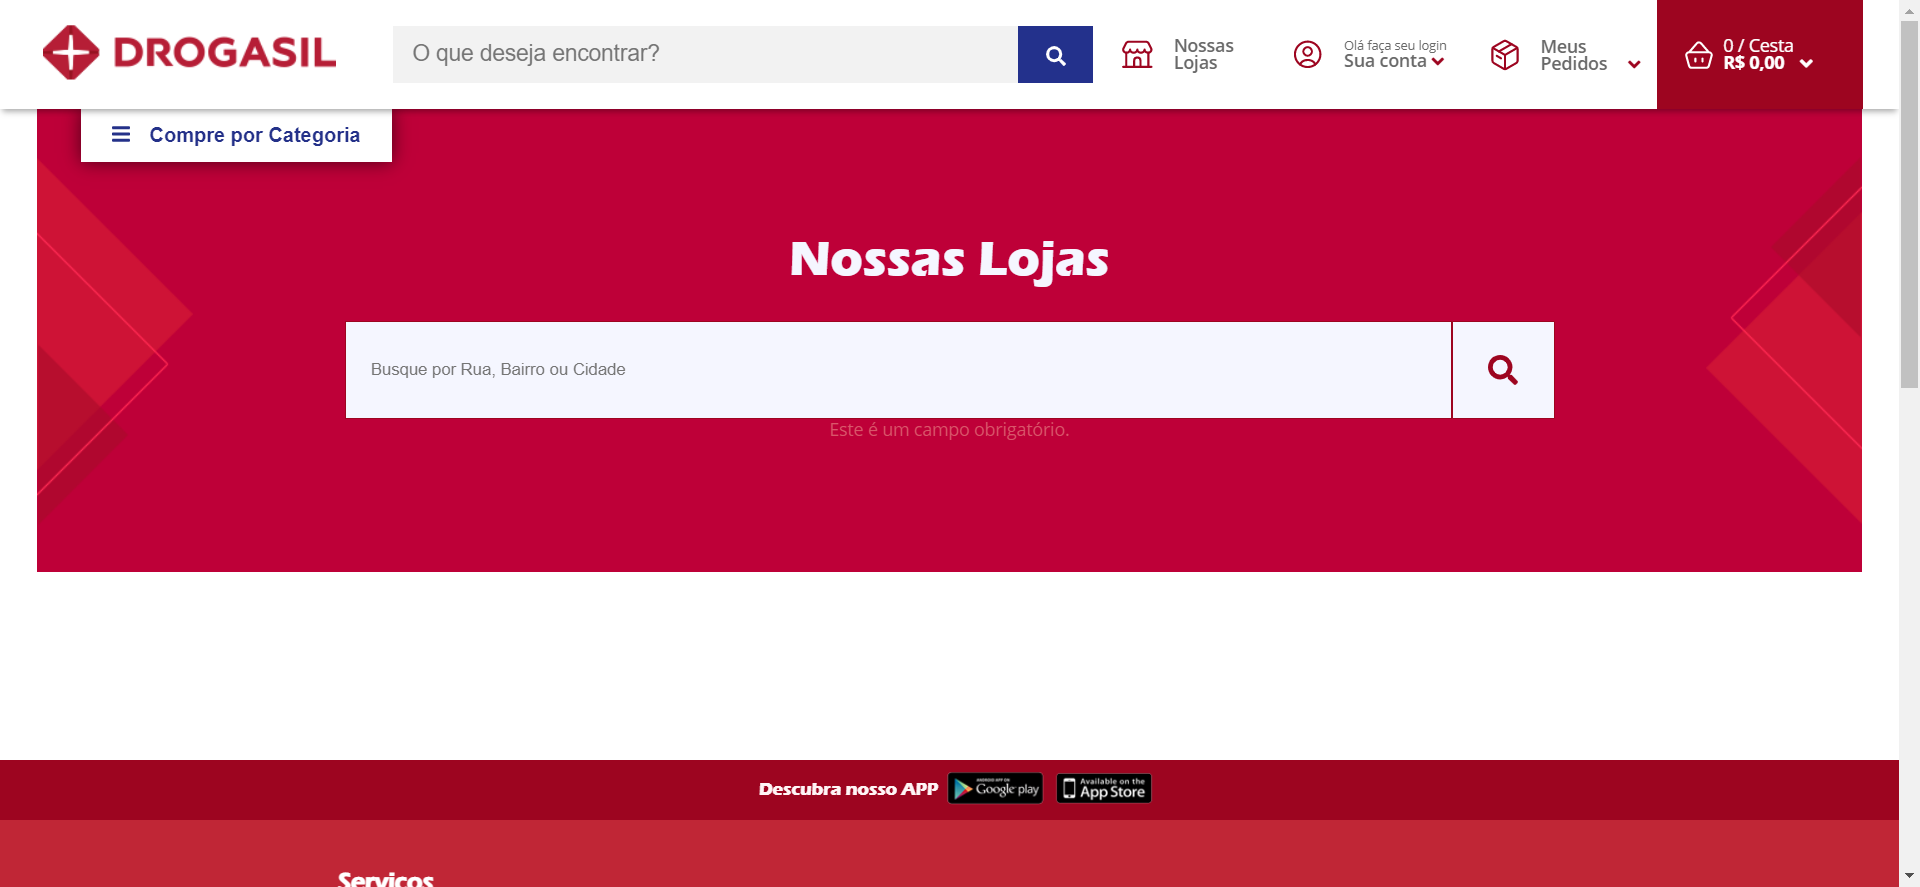 DROGASIL
O que deseja encontrar?
Nossas
Lojas
Olá faça seu login
Sua conta
Meus
Pedidos
0 / Cesta
R$ 0,00
Compre por Categoria
Nossas Lojas
Busque por Rua, Bairro ou Cidade
Este é um campo obrigatório.
Descubra nosso APP
ANDROID APP ON
Google play
Available on the
App Store
Serviços